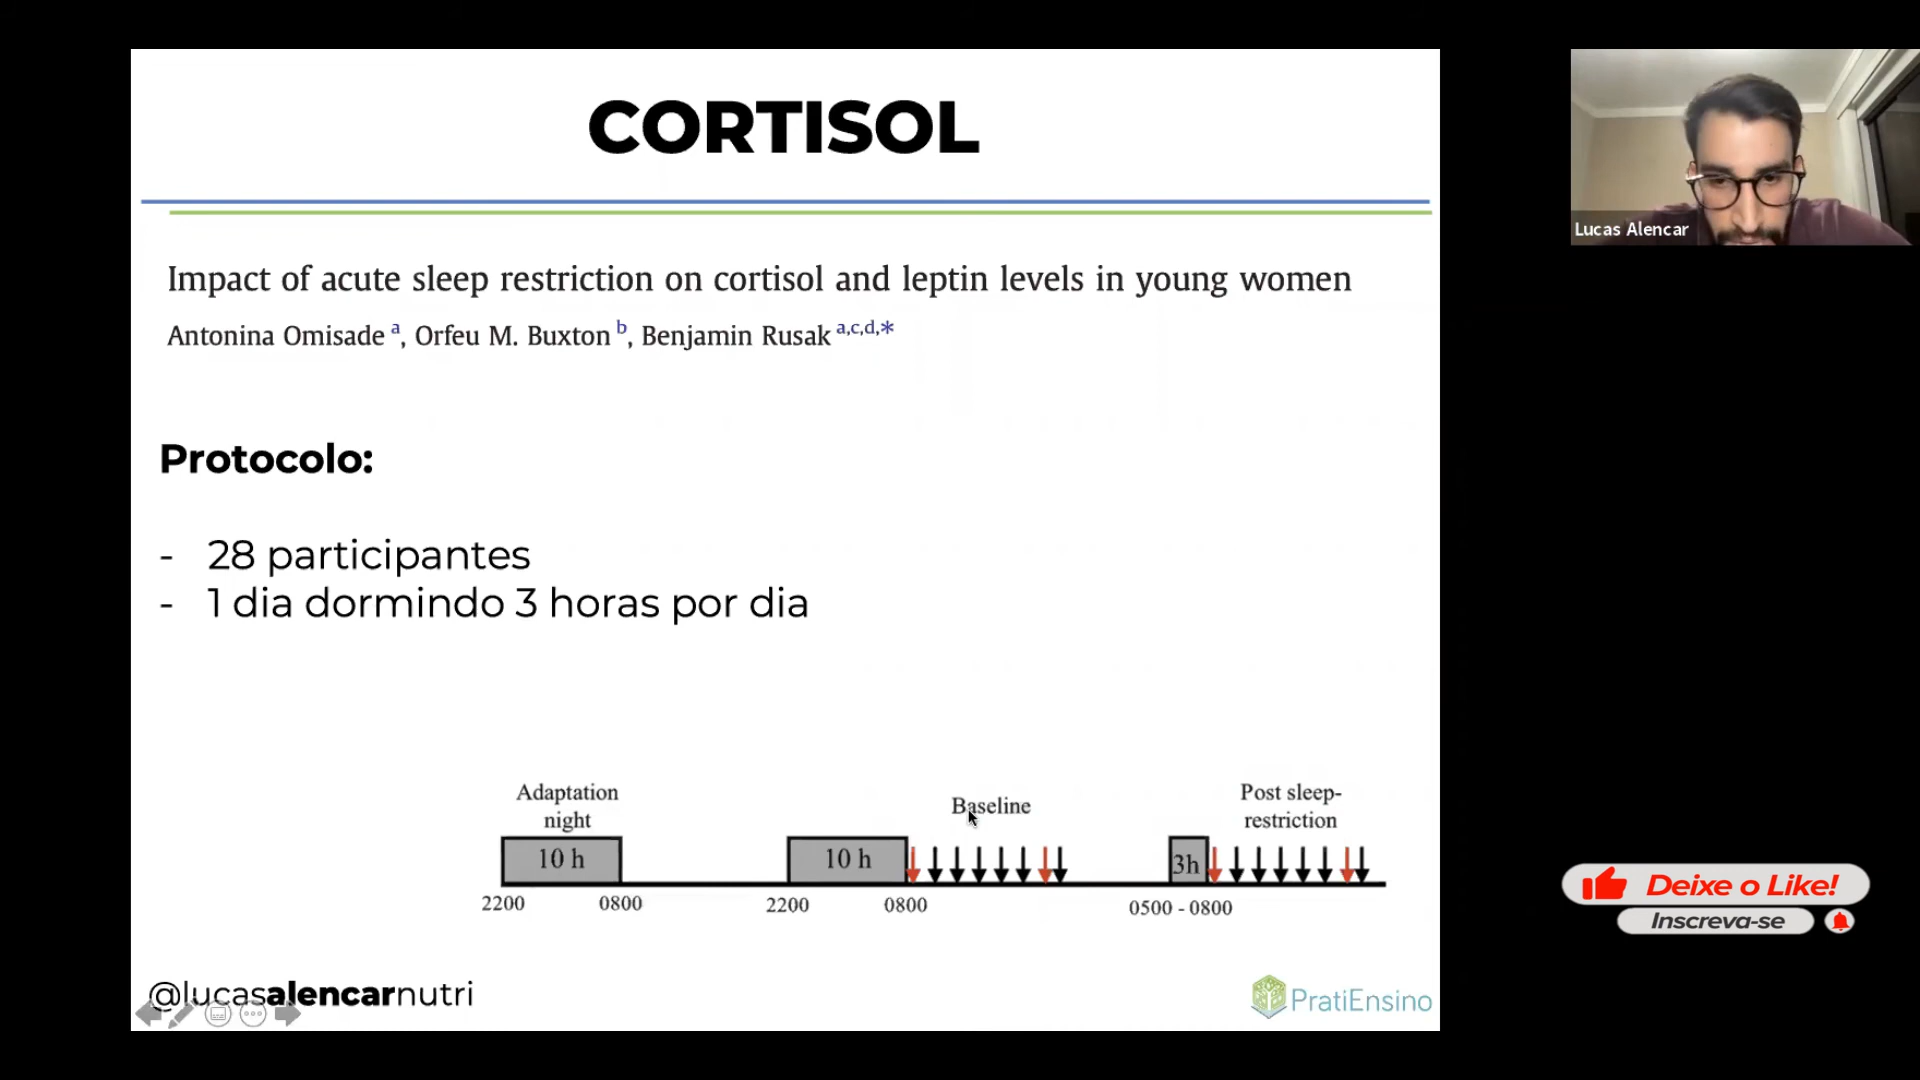 CORTISOL
Lucas Alencar
Impact of acute sleep restriction on cortisol and leptin levels in young women
Antonina Omisade a, Orfeu M. Buxton b, Benjamin Rusak a,c,d,*
Protocolo:
- 28 participantes
- 1 dia dormindo 3 horas por dia
Adaptation
night
10 h
2200 0800
10 h
2200 0800
Baseline
3h
0500 - 0800
Post sleep-
restriction
Deixe o Like!
Inscreva-se
@lucasalencarnutri
PratiEnsino